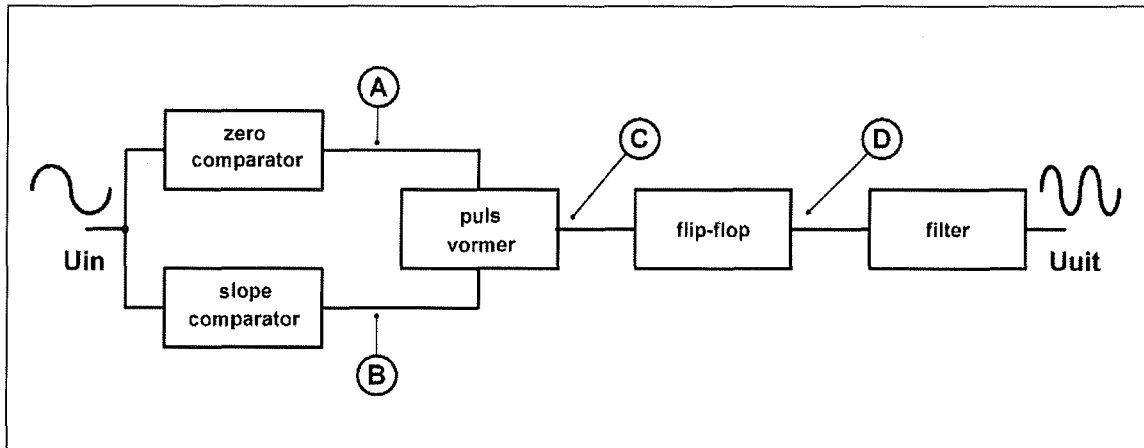 A
zero
comparator
C
D
puls
vormer
flip-flop
filter
Uin
Uuit
slope
comparator
B